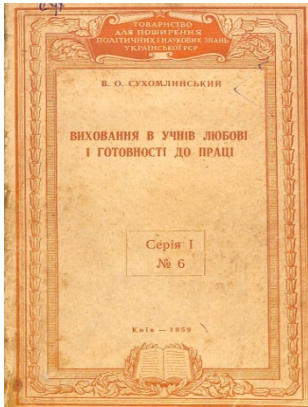 ТОВАРИСТВО
ДЛЯ ПОШИРЕННЯ
ПОЛІТИЧНИХ І НАУКОВИХ ЗНАНЬ
УКРАЇНСЬКОЇ РСР
В. О. СУХОМЛИНСЬКИЙ
ВИХОВАННЯ В УЧНІВ ЛЮБОВІ
І ГОТОВНОСТІ ДО ПРАЦІ
Серія I
№ 6
Київ — 1959